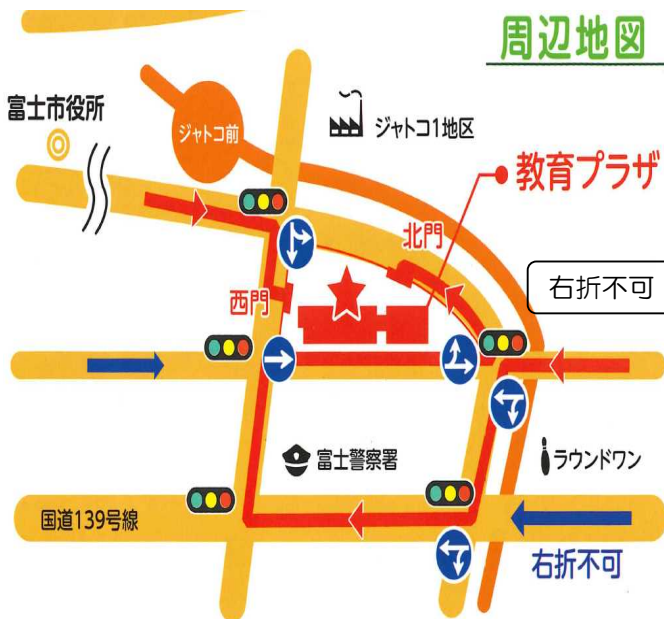 周辺地図
富士市役所
ジャトコ前
ジャトコ1地区
教育プラザ
北門
右折不可
西門
富士警察署
ラウンドワン
国道139号線
右折不可